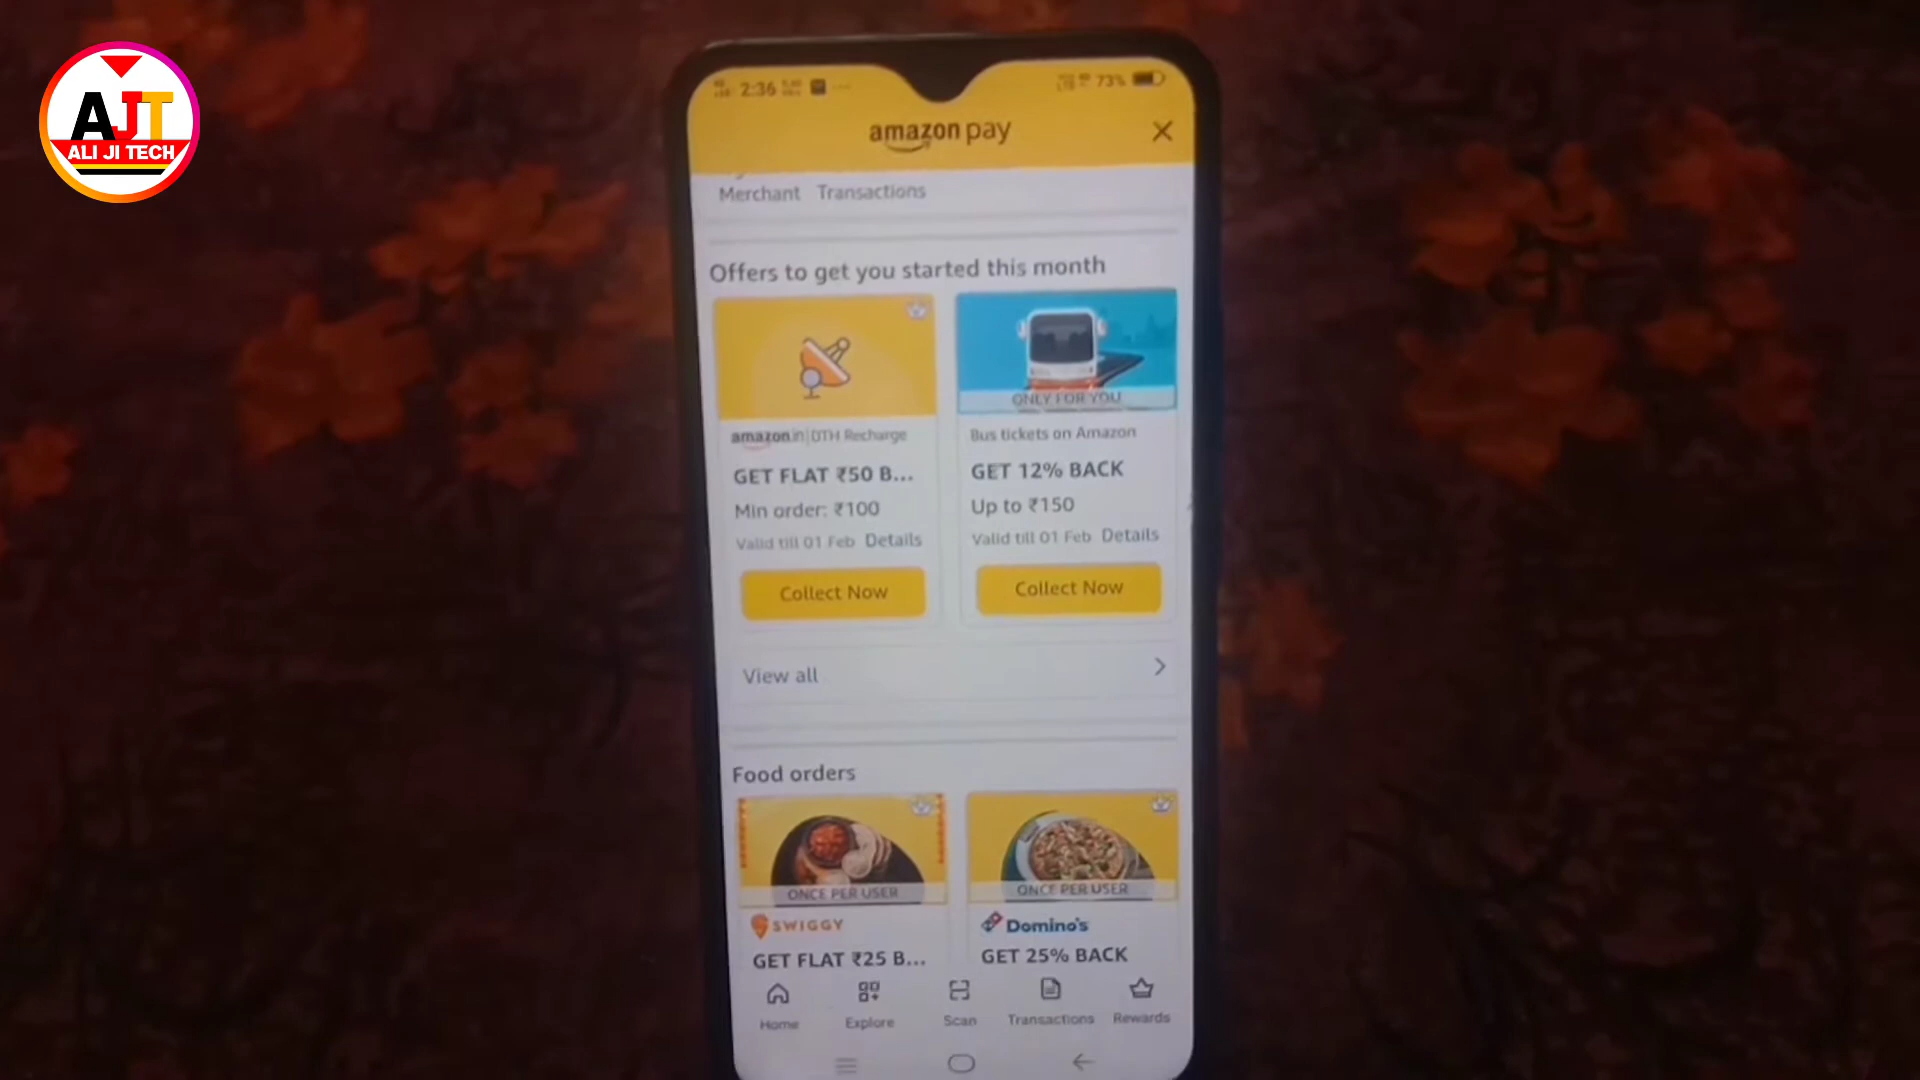 AJT
ALI JI TECH
2:36
73%
amazon pay
Merchant Transactions
Offers to get you started this month
ONLY FOR YOU
amazon.in | DTH Recharge
Bus tickets on Amazon
GET FLAT ₹50 B...
GET 12% BACK
Min order: ₹100
Up to ₹150
Valid till 01 Feb Details
Valid till 01 Feb Details
Collect Now
Collect Now
View all
Food orders
ONCE PER USER
ONCE PER USER
SWIGGY
Domino's
GET FLAT ₹25 B...
GET 25% BACK
Home
Explore
Scan
Transactions
Rewards